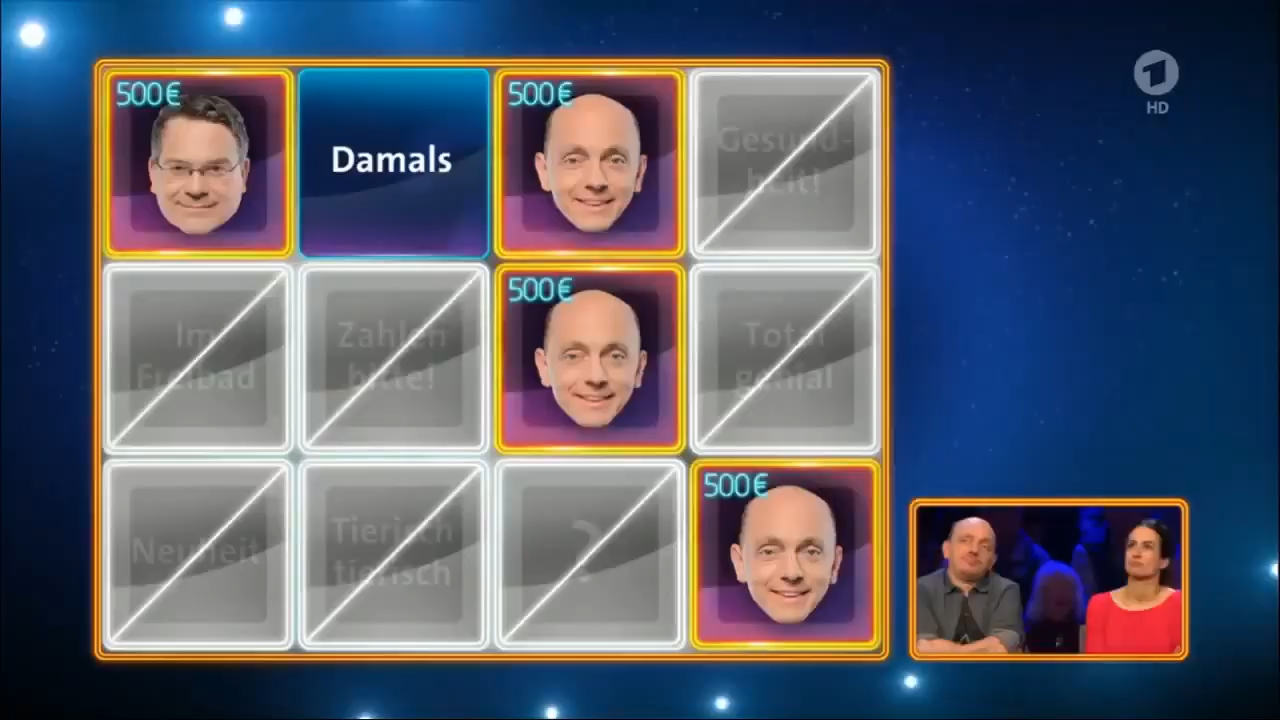 500€
Damals
500€
Gesund-
heit!
1
HD
Im
Freibad
Zahlen
bitte!
500€
Total
genial
Neuheit
Tierisch
tierisch
?
500€